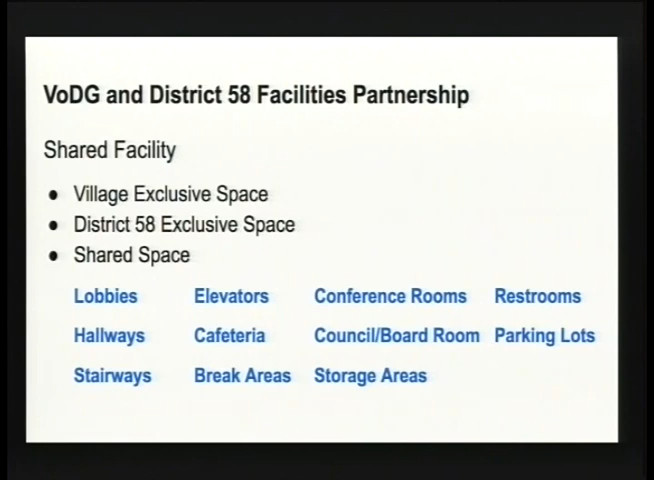 VoDG and District 58 Facilities Partnership
Shared Facility
● Village Exclusive Space
● District 58 Exclusive Space
● Shared Space
Lobbies Elevators Conference Rooms Restrooms
Hallways Cafeteria Council/Board Room Parking Lots
Stairways Break Areas Storage Areas